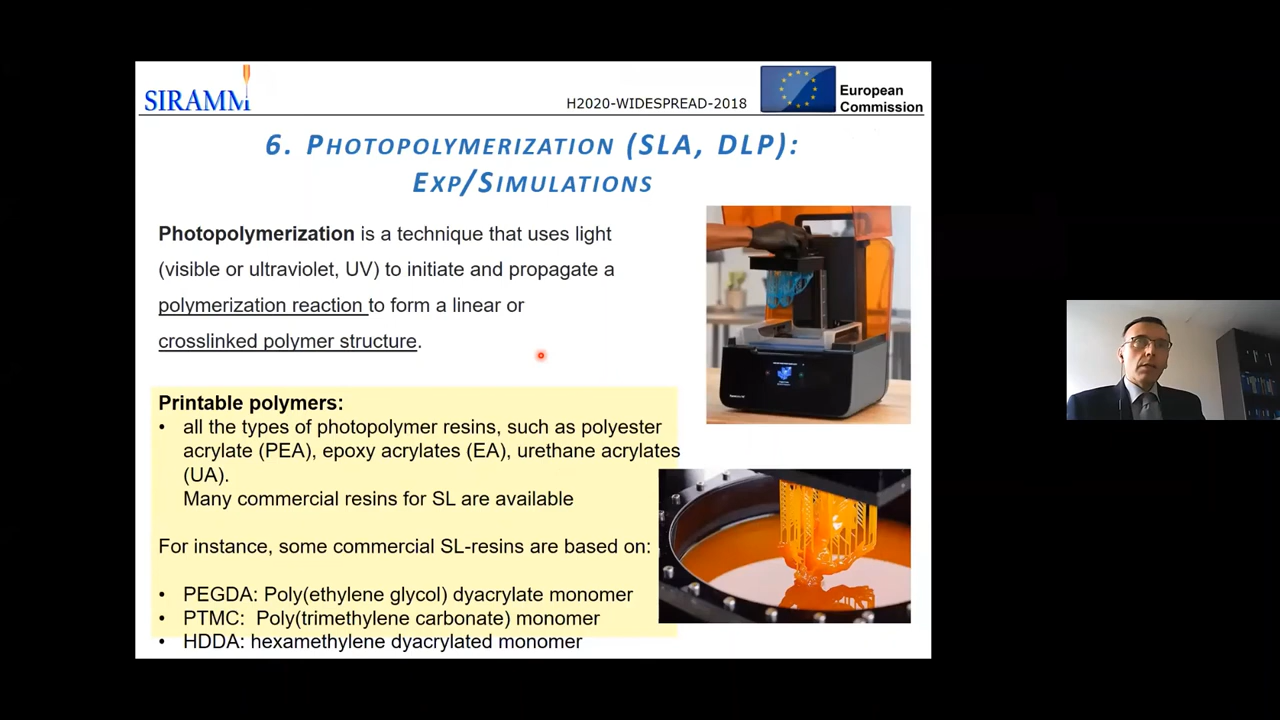 SIRAMM
H2020-WIDESPREAD-2018
European
Commission
6. PHOTOPOLYMERIZATION (SLA, DLP):
EXP/SIMULATIONS
Photopolymerization is a technique that uses light
(visible or ultraviolet, UV) to initiate and propagate a
polymerization reaction to form a linear or
crosslinked polymer structure.
Printable polymers:
• all the types of photopolymer resins, such as polyester
acrylate (PEA), epoxy acrylates (EA), urethane acrylates
(UA).
Many commercial resins for SL are available
For instance, some commercial SL-resins are based on:
• PEGDA: Poly(ethylene glycol) dyacrylate monomer
• PTMC: Poly(trimethylene carbonate) monomer
• HDDA: hexamethylene dyacrylated monomer